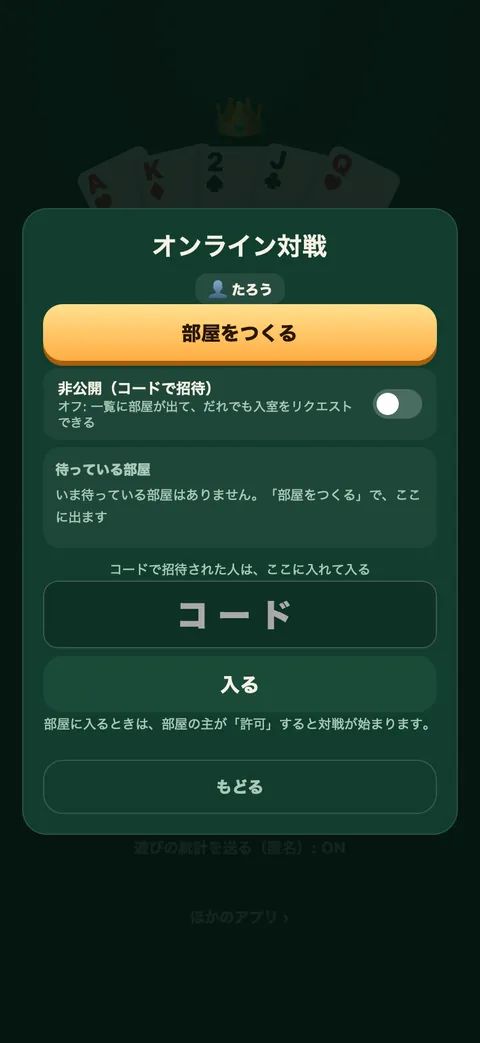 A K 2 J Q
オンライン対戦
👤 たろう
部屋をつくる
非公開（コードで招待）
オフ: 一覧に部屋が出て、だれでも入室をリクエスト
できる
待っている部屋
いま待っている部屋はありません。「部屋をつくる」で、ここ
に出ます
コードで招待された人は、ここに入れて入る
コード
入る
部屋に入るときは、部屋の主が「許可」すると対戦が始まります。
もどる
遊びの統計を送る（匿名）: ON
ほかのアプリ ›